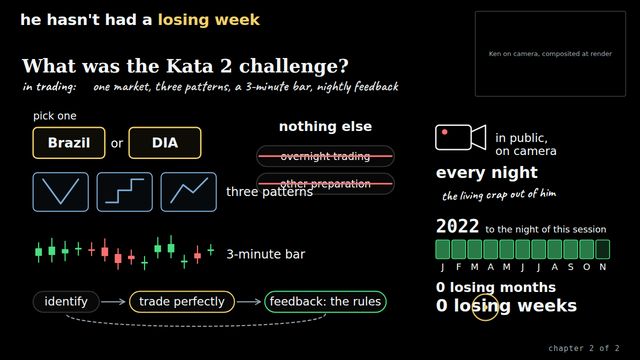 he hasn't had a losing week
Ken on camera, composited at render
What was the Kata 2 challenge?
in trading: one market, three patterns, a 3-minute bar, nightly feedback
pick one
Brazil or DIA
nothing else
overnight trading
other preparation
three patterns
3-minute bar
identify
trade perfectly
feedback: the rules
in public,
on camera
every night
the living crap out of him
2022 to the night of this session
J F M A M J J A S O N
0 losing months
0 losing weeks
chapter 2 of 2